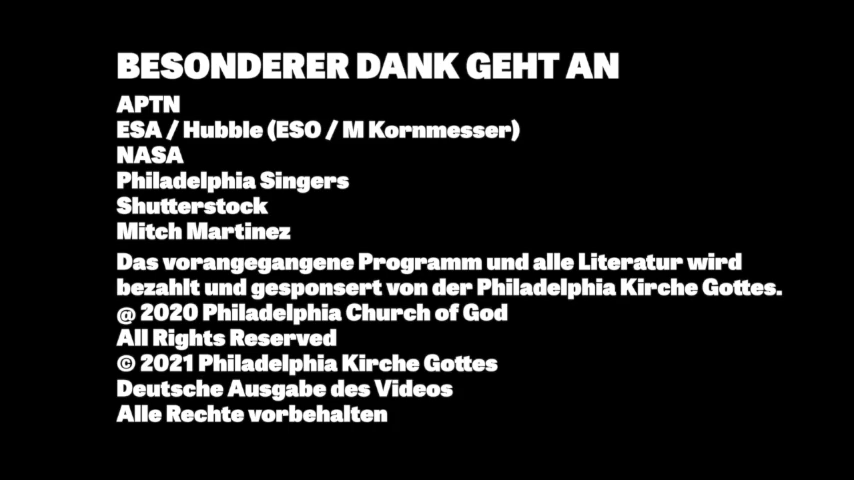 BESONDERER DANK GEHT AN
APTN
ESA / Hubble (ESO / M Kornmesser)
NASA
Philadelphia Singers
Shutterstock
Mitch Martinez
Das vorangegangene Programm und alle Literatur wird
bezahlt und gesponsert von der Philadelphia Kirche Gottes.
@ 2020 Philadelphia Church of God
All Rights Reserved
© 2021 Philadelphia Kirche Gottes
Deutsche Ausgabe des Videos
Alle Rechte vorbehalten